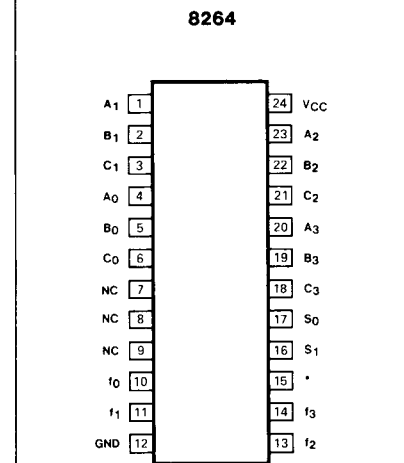 8264
A1 1 24 VCC
B1 2 23 A2
C1 3 22 B2
A0 4 21 C2
B0 5 20 A3
C0 6 19 B3
NC 7 18 C3
NC 8 17 S0
NC 9 16 S1
f0 10 15 *
f1 11 14 f3
GND 12 13 f2